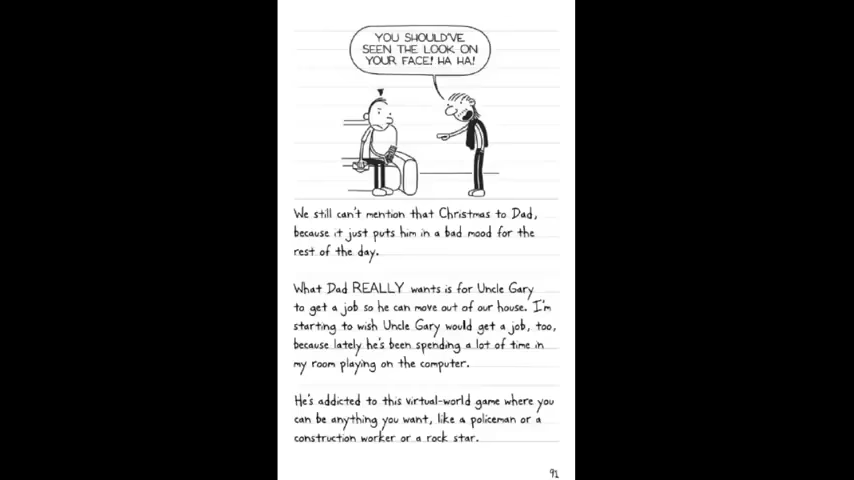 YOU SHOULD'VE
SEEN THE LOOK ON
YOUR FACE! HA HA!
We still can't mention that Christmas to Dad,
because it just puts him in a bad mood for the
rest of the day.
What Dad REALLY wants is for Uncle Gary
to get a job so he can move out of our house. I'm
starting to wish Uncle Gary would get a job, too,
because lately he's been spending a lot of time in
my room playing on the computer.
He's addicted to this virtual-world game where you
can be anything you want, like a policeman or a
construction worker or a rock star.
91